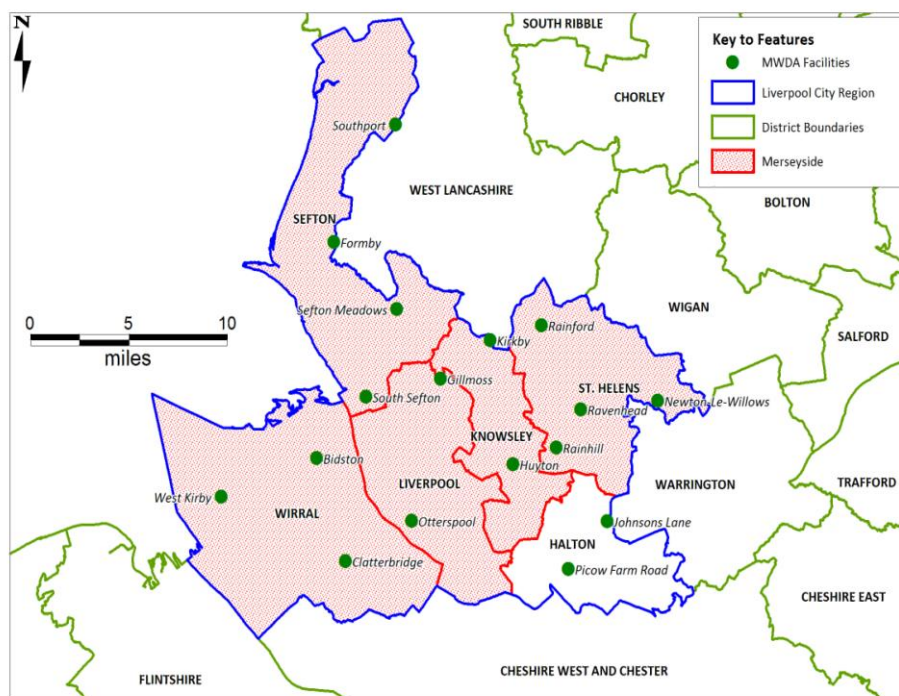 Z
SOUTH RIBBLE
Key to Features
MWDA Facilities
Liverpool City Region
District Boundaries
Merseyside
CHORLEY
Southport
WEST LANCASHIRE
BOLTON
SEFTON
Formby
WIGAN
Sefton Meadows
Rainford
SALFORD
0 5 10
miles
Kirkby
Gillmoss
ST. HELENS
South Sefton
Newton-Le-Willows
Ravenhead
KNOWSLEY
Rainhill
Bidston
Huyton
LIVERPOOL
WARRINGTON
TRAFFORD
West Kirby
WIRRAL
Otterspool
Johnsons Lane
HALTON
Clatterbridge
Picow Farm Road
CHESHIRE EAST
FLINTSHIRE
CHESHIRE WEST AND CHESTER